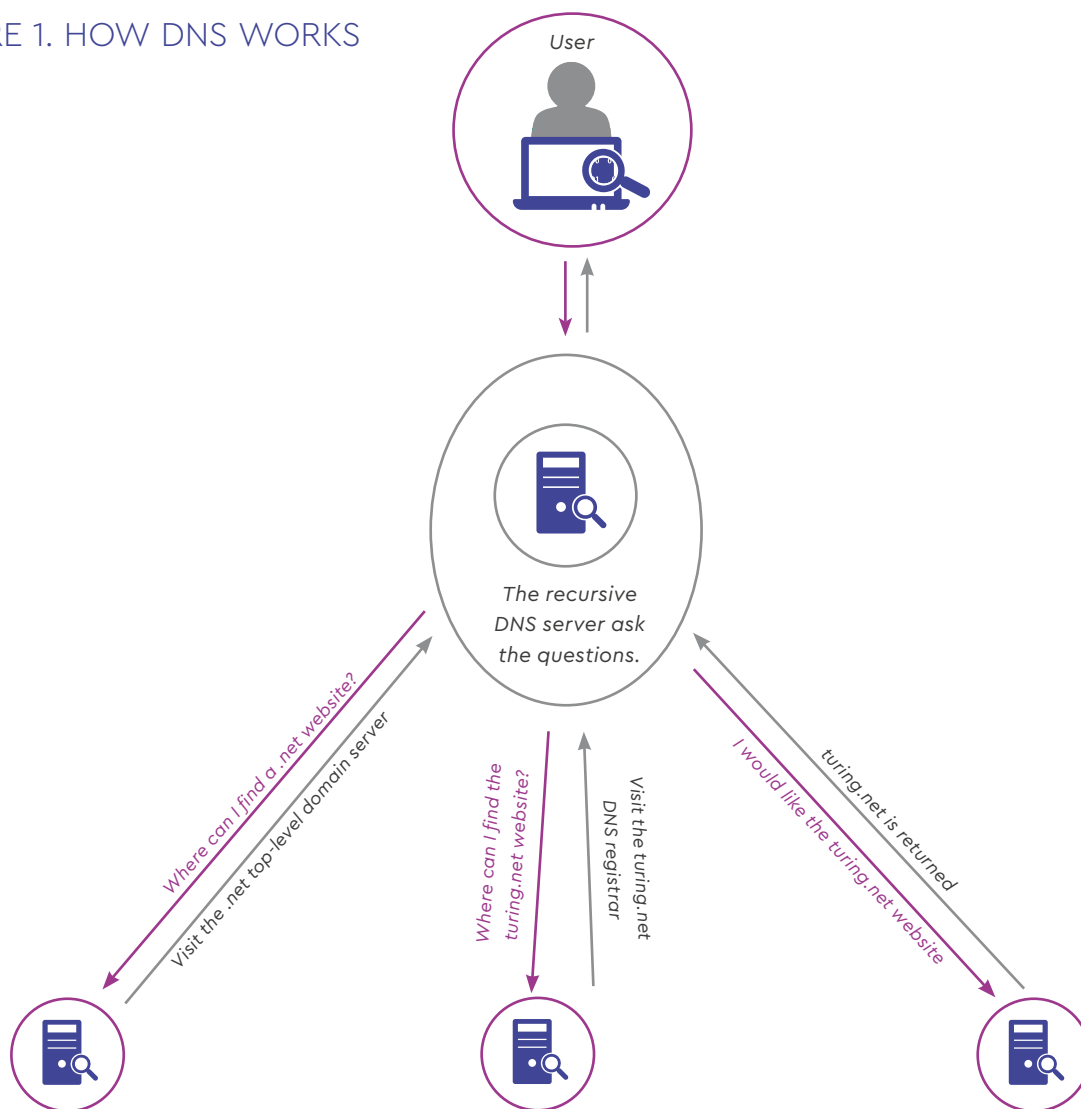 RE 1. HOW DNS WORKS
User
The recursive
DNS server ask
the questions.
Where can I find a .net website?
Visit the .net top-level domain server
Where can I find the
turing.net website?
Visit the turing.net
DNS registrar
turing.net is returned
I would like the turing.net website